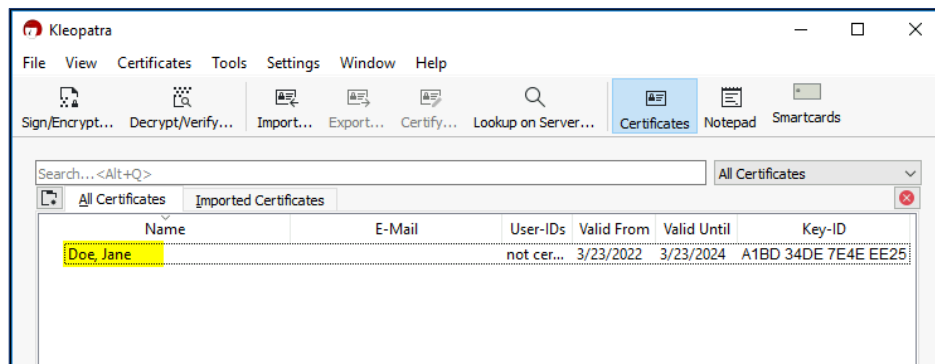 Kleopatra
File View Certificates Tools Settings Window Help
Sign/Encrypt... Decrypt/Verify... Import... Export... Certify... Lookup on Server... Certificates Notepad Smartcards
Search...<Alt+Q> All Certificates
All Certificates Imported Certificates
Name E-Mail User-IDs Valid From Valid Until Key-ID
Doe, Jane not cer... 3/23/2022 3/23/2024 A1BD 34DE 7E4E EE25